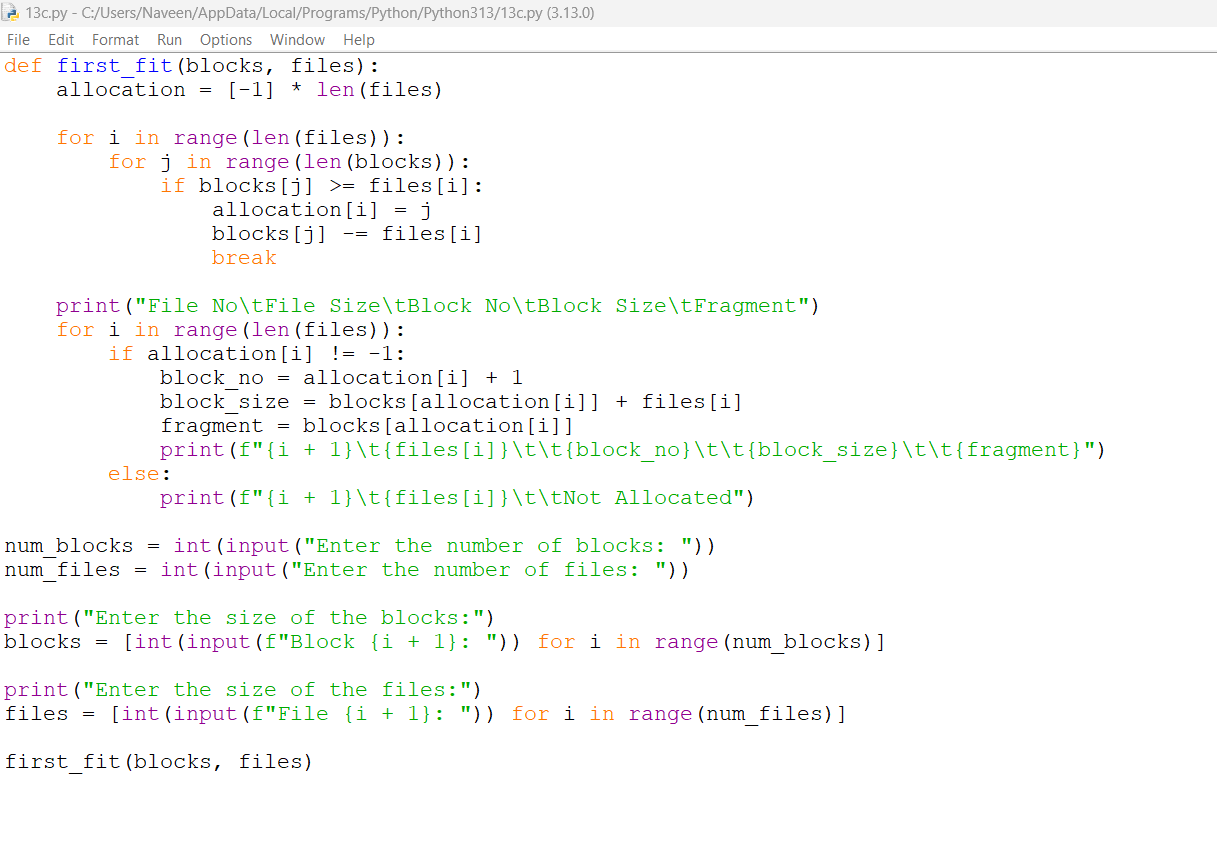 13c.py - C:/Users/Naveen/AppData/Local/Programs/Python/Python313/13c.py (3.13.0)
File Edit Format Run Options Window Help
def first_fit(blocks, files):
    allocation = [-1] * len(files)

    for i in range(len(files)):
        for j in range(len(blocks)):
            if blocks[j] >= files[i]:
                allocation[i] = j
                blocks[j] -= files[i]
                break

    print("File No\tFile Size\tBlock No\tBlock Size\tFragment")
    for i in range(len(files)):
        if allocation[i] != -1:
            block_no = allocation[i] + 1
            block_size = blocks[allocation[i]] + files[i]
            fragment = blocks[allocation[i]]
            print(f"{i + 1}\t{files[i]}\t\t{block_no}\t\t{block_size}\t\t{fragment}")
        else:
            print(f"{i + 1}\t{files[i]}\t\tNot Allocated")

num_blocks = int(input("Enter the number of blocks: "))
num_files = int(input("Enter the number of files: "))

print("Enter the size of the blocks:")
blocks = [int(input(f"Block {i + 1}: ")) for i in range(num_blocks)]

print("Enter the size of the files:")
files = [int(input(f"File {i + 1}: ")) for i in range(num_files)]

first_fit(blocks, files)